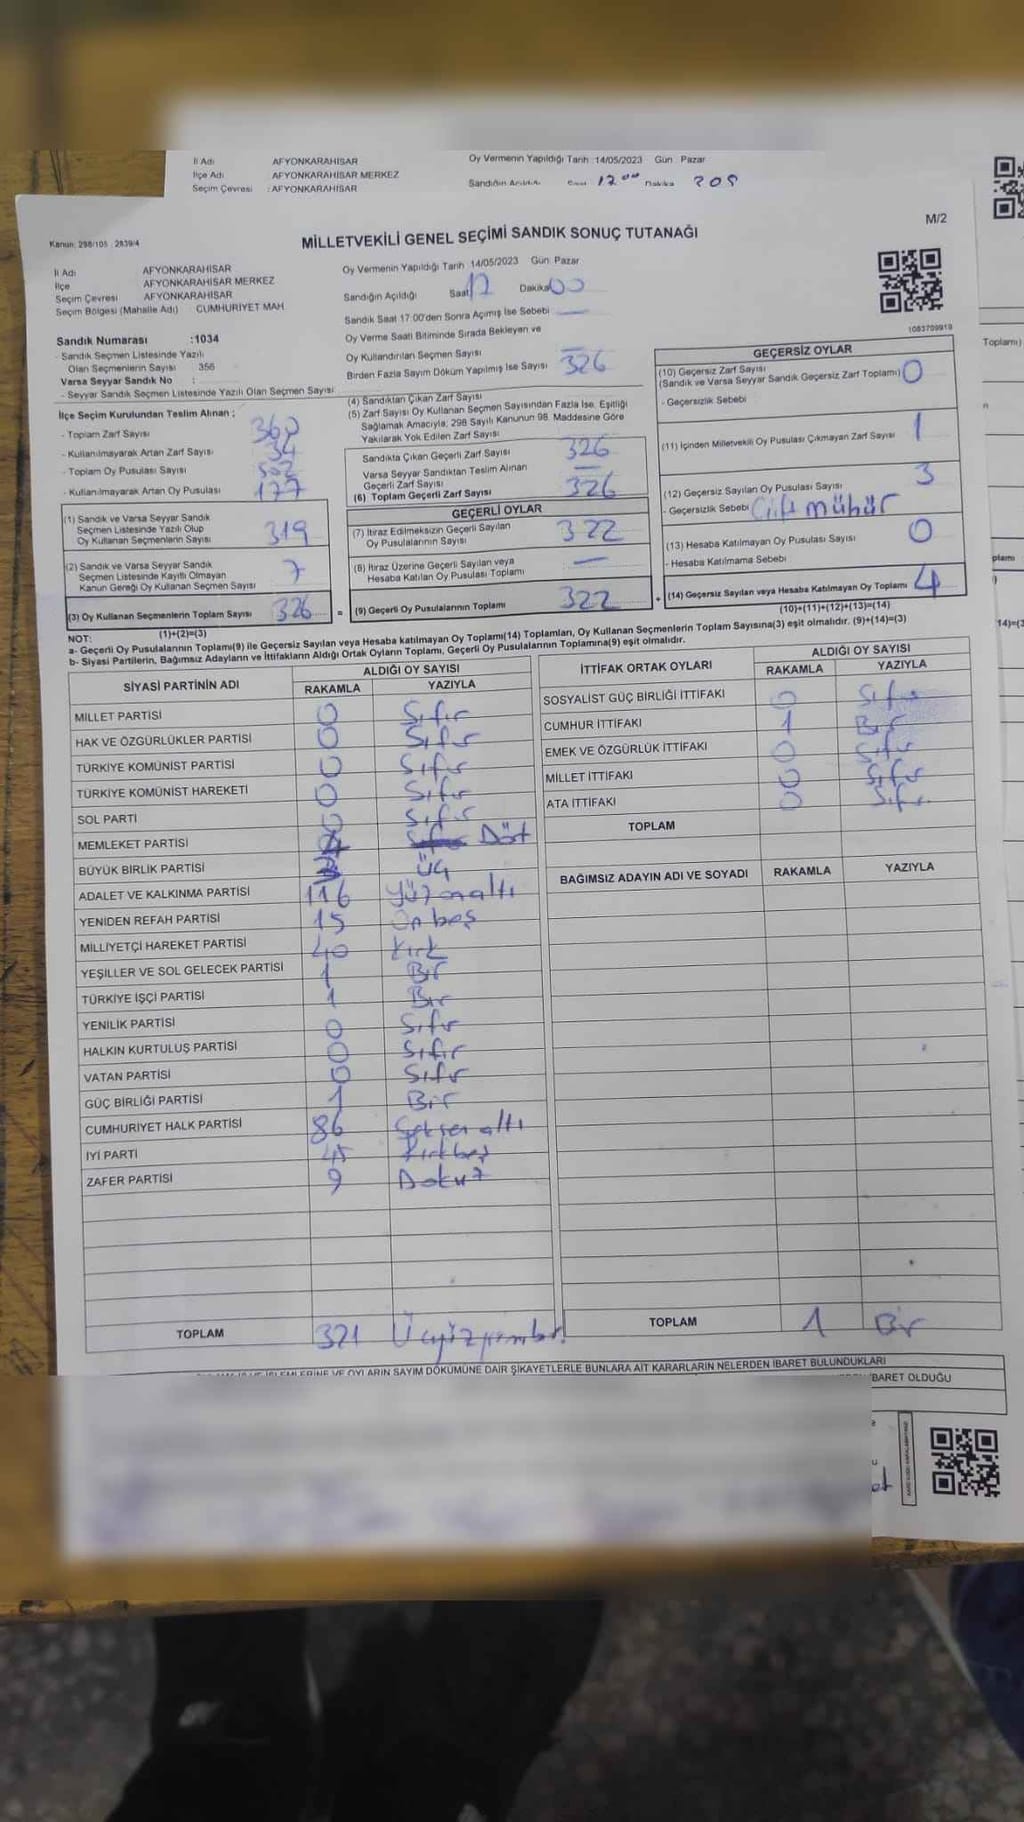 İl Adı AFYONKARAHİSAR Oy Vermenin Yapıldığı Tarih 14/05/2023 Gün Pazar
İlçe Adı AFYONKARAHİSAR MERKEZ
Seçim Çevresi : AFYONKARAHİSAR Sandığın Açıldığı Saat 17 00 Dakika
M/2
Kanun: 298/105 ; 2839/4
MİLLETVEKİLİ GENEL SEÇİMİ SANDIK SONUÇ TUTANAĞI
İl Adı AFYONKARAHİSAR
İlçe AFYONKARAHİSAR MERKEZ
Seçim Çevresi AFYONKARAHİSAR
Seçim Bölgesi (Mahalle Adı) CUMHURİYET MAH
Oy Vermenin Yapıldığı Tarih 14/05/2023 Gün Pazar
Sandığın Açıldığı Saat 17 Dakika 00
Sandık Saat 17:00'den Sonra Açımış İse Sebebi —
Oy Verme Saati Bitiminde Sırada Bekleyen ve
Oy Kullandırılan Seçmen Sayısı —
Birden Fazla Sayım Döküm Yapılmış İse Sayısı
1083709919
Sandık Numarası :1034
- Sandık Seçmen Listesinde Yazılı
Olan Seçmenlerin Sayısı 356
Varsa Seyyar Sandık No :
- Seyyar Sandık Seçmen Listesinde Yazılı Olan Seçmen Sayısı
İlçe Seçim Kurulundan Teslim Alınan ;
- Toplam Zarf Sayısı 360
- Kullanılmayarak Artan Zarf Sayısı 34
- Toplam Oy Pusulası Sayısı
- Kullanılmayarak Artan Oy Pusulası 177
(1) Sandık ve Varsa Seyyar Sandık
Seçmen Listesinde Yazılı Olup
Oy Kullanan Seçmenlerin Sayısı 319
(2) Sandık ve Varsa Seyyar Sandık
Seçmen Listesinde Kayıtlı Olmayan
Kanun Gereği Oy Kullanan Seçmen Sayısı 7
(3) Oy Kullanan Seçmenlerin Toplam Sayısı 326
(1)+(2)=(3)
(4) Sandıktan Çıkan Zarf Sayısı 326
(5) Zarf Sayısı Oy Kullanan Seçmen Sayısından Fazla İse, Eşitliği
Sağlamak Amacıyla, 298 Sayılı Kanunun 98. Maddesine Göre
Yakılarak Yok Edilen Zarf Sayısı
Sandıkta Çıkan Geçerli Zarf Sayısı 326
Varsa Seyyar Sandıktan Teslim Alınan
Geçerli Zarf Sayısı —
(6) Toplam Geçerli Zarf Sayısı 326
GEÇERLİ OYLAR
(7) İtiraz Edilmeksizin Geçerli Sayılan
Oy Pusulalarının Sayısı 322
(8) İtiraz Üzerine Geçerli Sayılan veya
Hesaba Katılan Oy Pusulası Toplamı —
= (9) Geçerli Oy Pusulalarının Toplamı 322
GEÇERSİZ OYLAR
(10) Geçersiz Zarf Sayısı
(Sandık ve Varsa Seyyar Sandık Geçersiz Zarf Toplamı) 0
- Geçersizlik Sebebi
(11) İçinden Milletvekili Oy Pusulası Çıkmayan Zarf Sayısı 1
(12) Geçersiz Sayılan Oy Pusulası Sayısı 3
- Geçersizlik Sebebi Çift mühür
(13) Hesaba Katılmayan Oy Pusulası Sayısı 0
- Hesaba Katılmama Sebebi
+ (14) Geçersiz Sayılan veya Hesaba Katılmayan Oy Toplamı 4
(10)+(11)+(12)+(13)=(14)
Toplamı)
NOT:
a- Geçerli Oy Pusulalarının Toplamı(9) ile Geçersiz Sayılan veya Hesaba katılmayan Oy Toplamı(14) Toplamları, Oy Kullanan Seçmenlerin Toplam Sayısına(3) eşit olmalıdır. (9)+(14)=(3)
b- Siyasi Partilerin, Bağımsız Adayların ve İttifakların Aldığı Ortak Oyların Toplamı, Geçerli Oy Pusulalarının Toplamına(9) eşit olmalıdır.
SİYASİ PARTİNİN ADI ALDIĞI OY SAYISI
RAKAMLA YAZIYLA
MİLLET PARTİSİ 0 Sıfır
HAK VE ÖZGÜRLÜKLER PARTİSİ 0 Sıfır
TÜRKİYE KOMÜNİST PARTİSİ 0 Sıfır
TÜRKİYE KOMÜNİST HAREKETİ 0 Sıfır
SOL PARTİ 0 Sıfır
MEMLEKET PARTİSİ 4 Sıfır Dört
BÜYÜK BİRLİK PARTİSİ 3 Üç
ADALET VE KALKINMA PARTİSİ 116 Yüzonaltı
YENİDEN REFAH PARTİSİ 15 Onbeş
MİLLİYETÇİ HAREKET PARTİSİ 40 Kırk
YEŞİLLER VE SOL GELECEK PARTİSİ 1 Bir
TÜRKİYE İŞÇİ PARTİSİ 1 Bir
YENİLİK PARTİSİ 0 Sıfır
HALKIN KURTULUŞ PARTİSİ 0 Sıfır
VATAN PARTİSİ 0 Sıfır
GÜÇ BİRLİĞİ PARTİSİ 1 Bir
CUMHURİYET HALK PARTİSİ 86 Seksenaltı
İYİ PARTİ 45 Kırkbeş
ZAFER PARTİSİ 9 Dokuz
TOPLAM 321
İTTİFAK ORTAK OYLARI ALDIĞI OY SAYISI
RAKAMLA YAZIYLA
SOSYALİST GÜÇ BİRLİĞİ İTTİFAKI 0 Sıfır
CUMHUR İTTİFAKI 1 Bir
EMEK VE ÖZGÜRLÜK İTTİFAKI 0 Sıfır
MİLLET İTTİFAKI 0 Sıfır
ATA İTTİFAKI 0 Sıfır
TOPLAM
BAĞIMSIZ ADAYIN ADI VE SOYADI RAKAMLA YAZIYLA
TOPLAM 1 Bir
OYLARIN SAYIM DÖKÜMÜNE DAİR ŞİKAYETLERLE BUNLARA AİT KARARLARIN NELERDEN İBARET BULUNDUKLARI
İBARET OLDUĞU